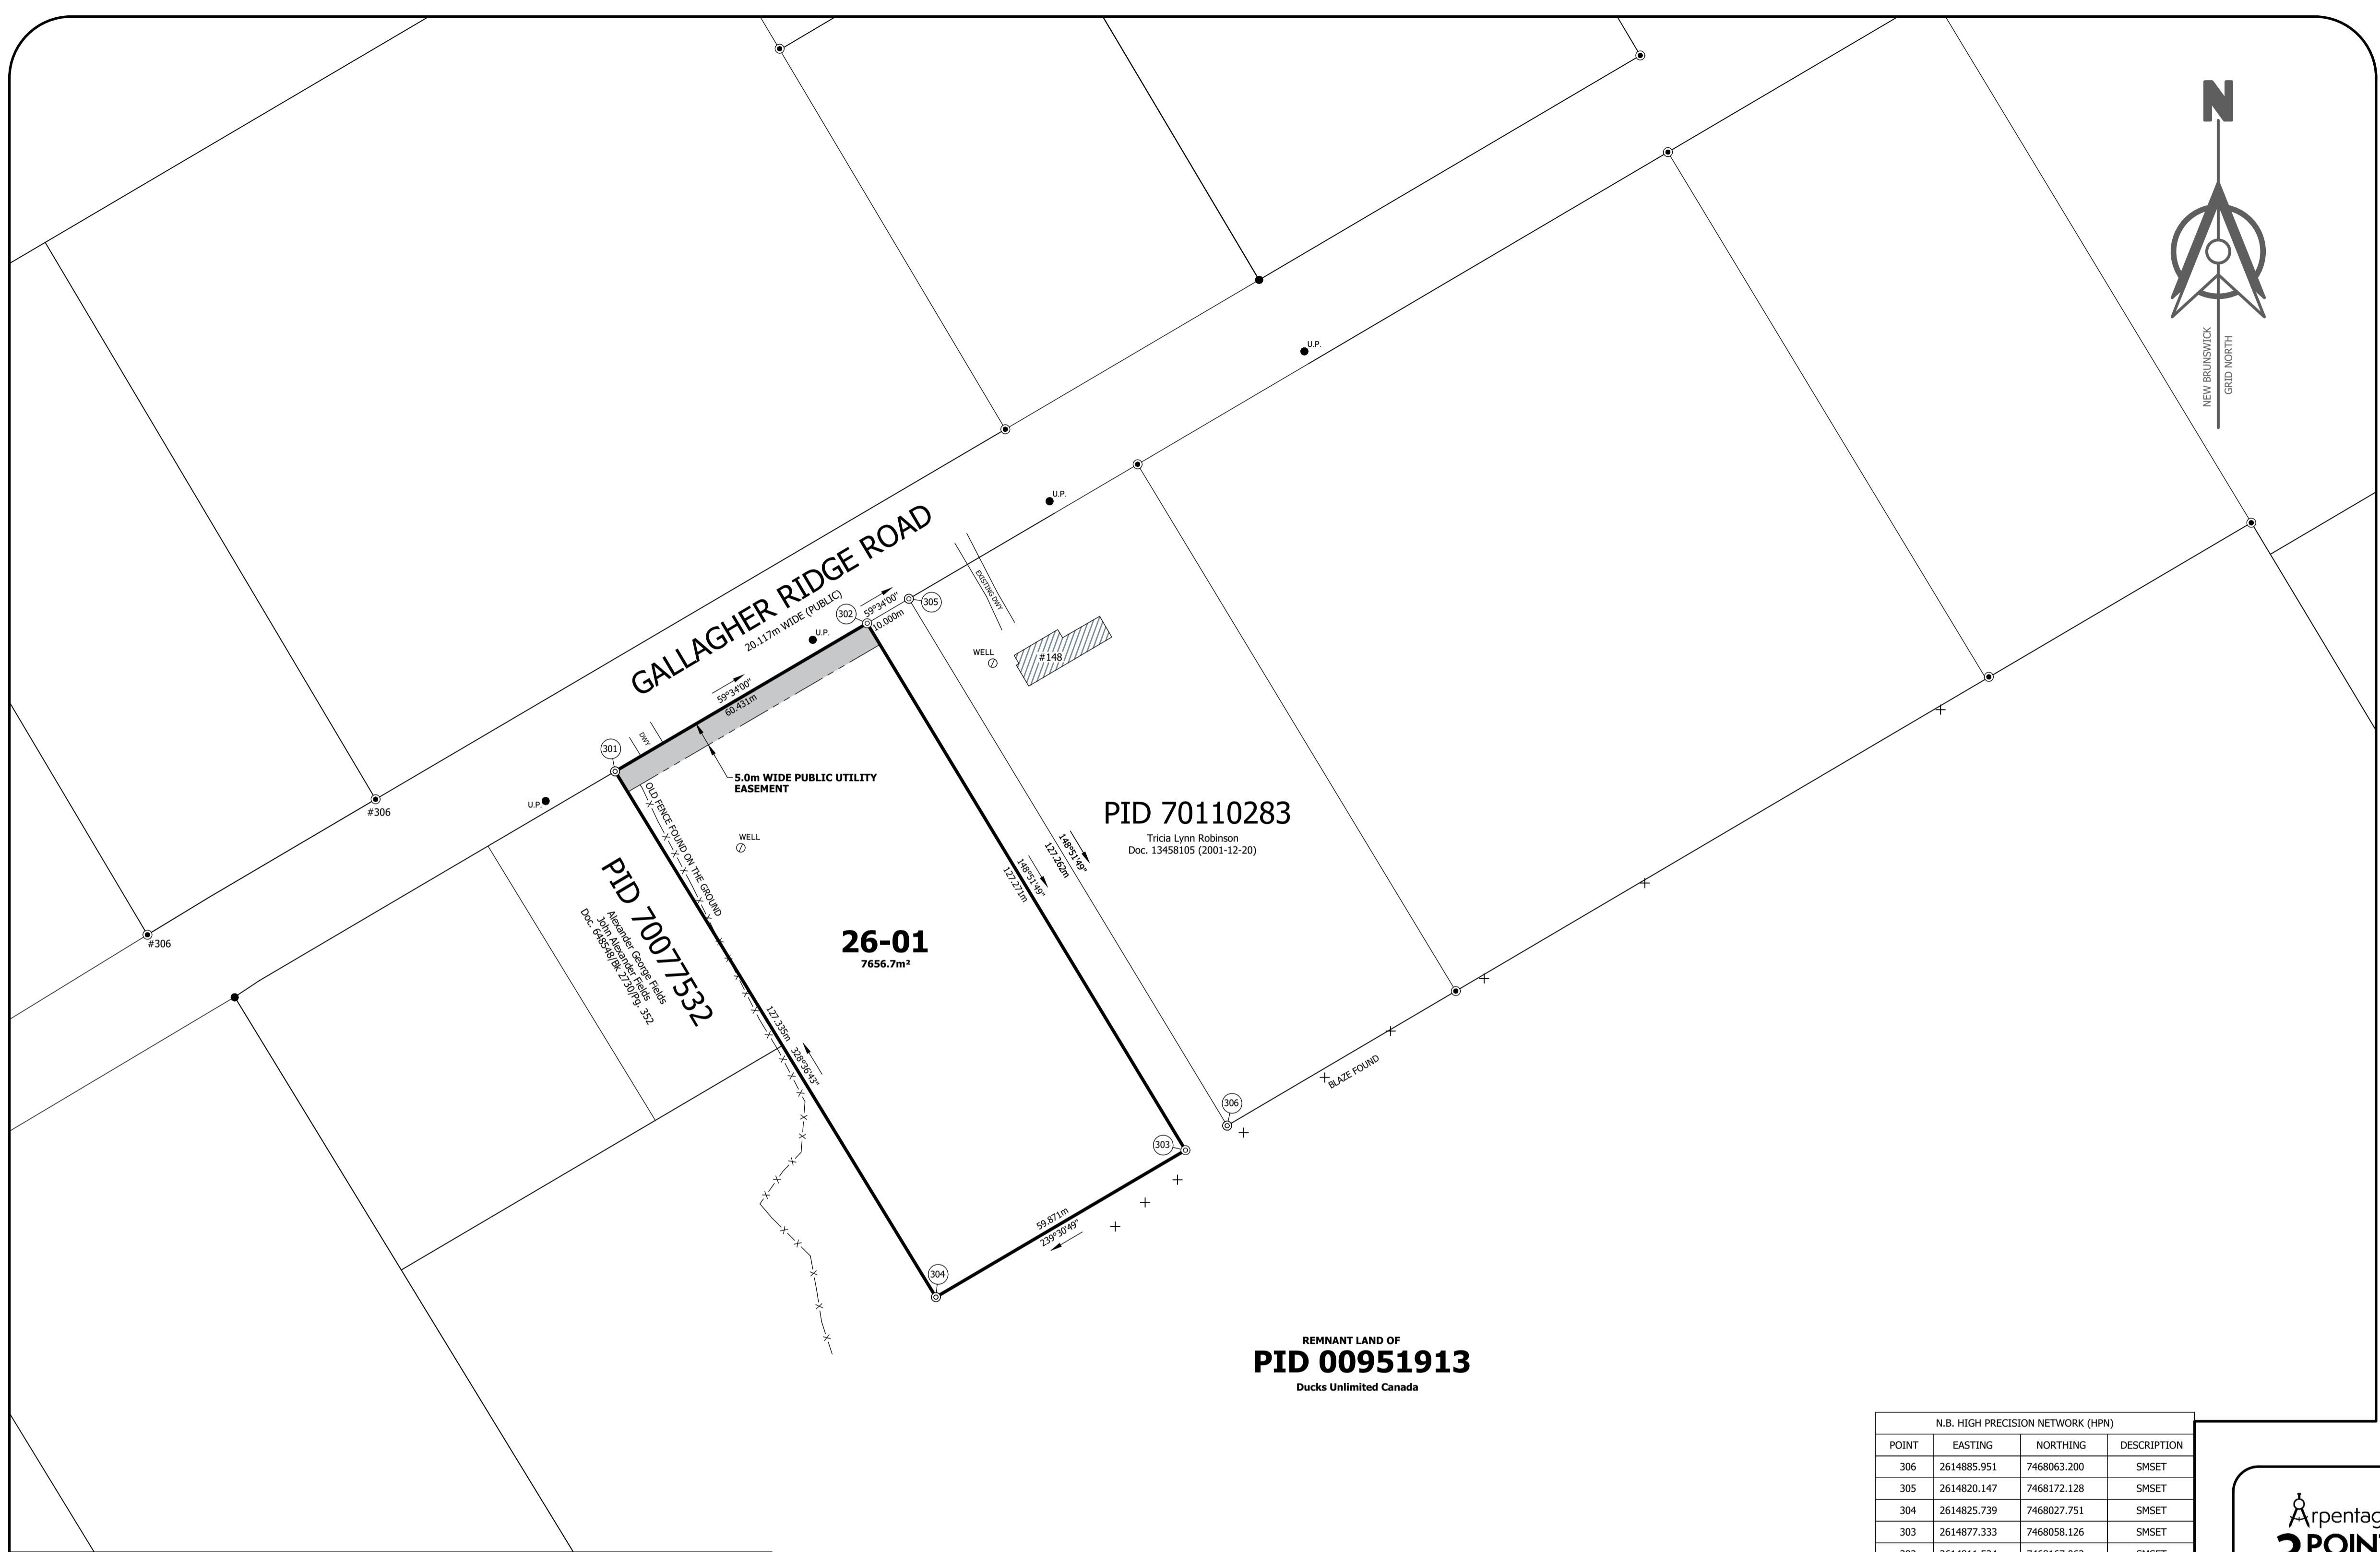 N
NEW BRUNSWICK
GRID NORTH
U.P.
U.P.
GALLAGHER RIDGE ROAD
20.117m WIDE (PUBLIC)
302
59°34'00"
10.000m
305
EXISTING DWY
U.P.
WELL
#148
59°34'00"
60.431m
301
DWY
5.0m WIDE PUBLIC UTILITY
EASEMENT
U.P.
#306
#306
OLD FENCE FOUND ON THE GROUND
WELL
PID 70110283
Tricia Lynn Robinson
Doc. 13458105 (2001-12-20)
148°51'49"
127.262m
148°51'49"
127.271m
PID 70077532
Alexander George Fields
John Alexander Fields
Doc. 648548/Bk 2730/Pg. 352
26-01
7656.7m²
127.335m
328°36'43"
BLAZE FOUND
306
303
59.871m
239°30'49"
304
REMNANT LAND OF
PID 00951913
Ducks Unlimited Canada
N.B. HIGH PRECISION NETWORK (HPN)
POINT EASTING NORTHING DESCRIPTION
306 2614885.951 7468063.200 SMSET
305 2614820.147 7468172.128 SMSET
304 2614825.739 7468027.751 SMSET
303 2614877.333 7468058.126 SMSET